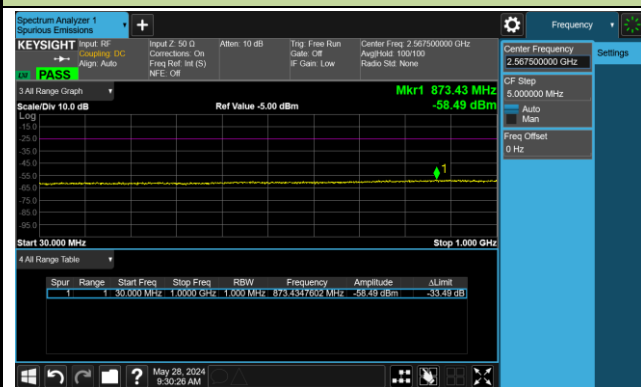 Spectrum Analyzer 1
Spurious Emissions
Frequency
KEYSIGHT
Input: RF
Coupling: DC
Align: Auto
Input Z: 50 Ω
Corrections: On
Freq Ref: Int (S)
NFE: Off
Atten: 10 dB
Trig: Free Run
Gate: Off
IF Gain: Low
Center Freq: 2.567500000 GHz
Avg|Hold: 100/100
Radio Std: None
PASS
Center Frequency
2.567500000 GHz
Settings
CF Step
5.000000 MHz
Auto
Man
Freq Offset
0 Hz
3 All Range Graph
Mkr1 873.43 MHz
Scale/Div 10.0 dB
Ref Value -5.00 dBm
-58.49 dBm
Log
-15.0
-25.0
-35.0
-45.0
-55.0
-65.0
-75.0
-85.0
-95.0
1
Start 30.000 MHz
Stop 1.000 GHz
4 All Range Table
Spur Range Start Freq Stop Freq RBW Frequency Amplitude ΔLimit
1 1 30.000 MHz 1.0000 GHz 1.000 MHz 873.4347602 MHz -58.49 dBm -33.49 dB
May 28, 2024
9:30:26 AM